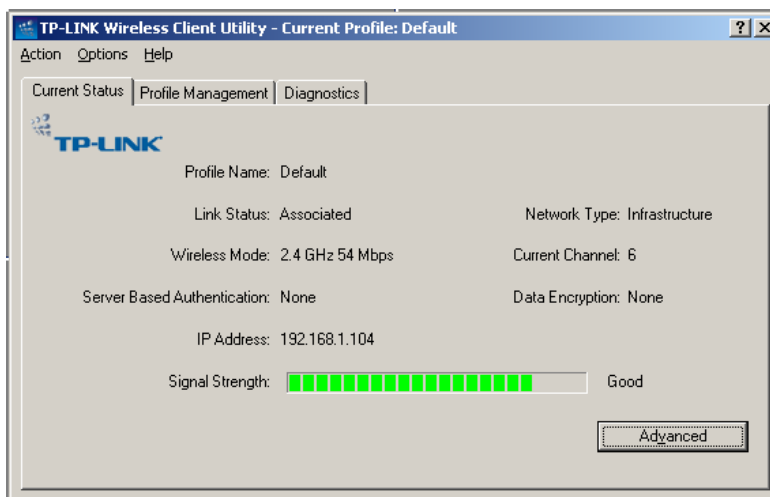 TP-LINK Wireless Client Utility - Current Profile: Default
Action Options Help
Current Status Profile Management Diagnostics
TP-LINK
Profile Name: Default
Link Status: Associated Network Type: Infrastructure
Wireless Mode: 2.4 GHz 54 Mbps Current Channel: 6
Server Based Authentication: None Data Encryption: None
IP Address: 192.168.1.104
Signal Strength: Good
Advanced